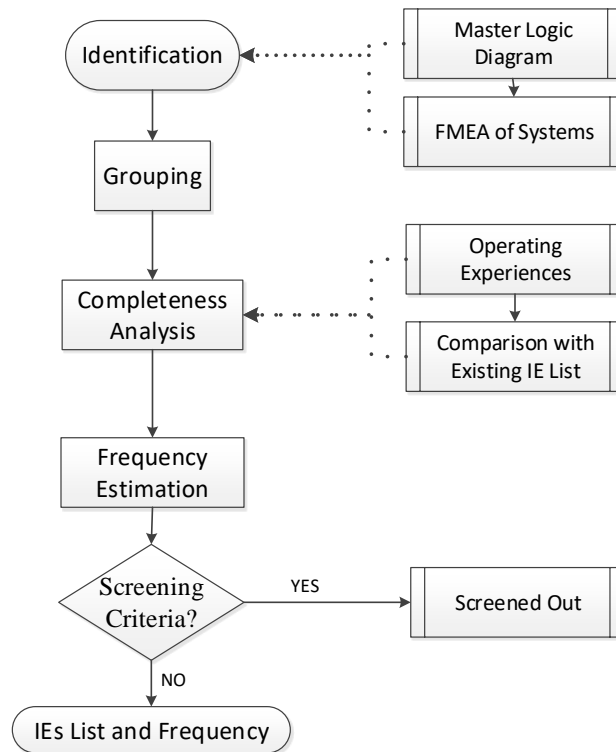 Identification
Master Logic
Diagram
FMEA of Systems
Grouping
Operating
Experiences
Completeness
Analysis
Comparison with
Existing IE List
Frequency
Estimation
Screening
Criteria?
YES
Screened Out
NO
IEs List and Frequency